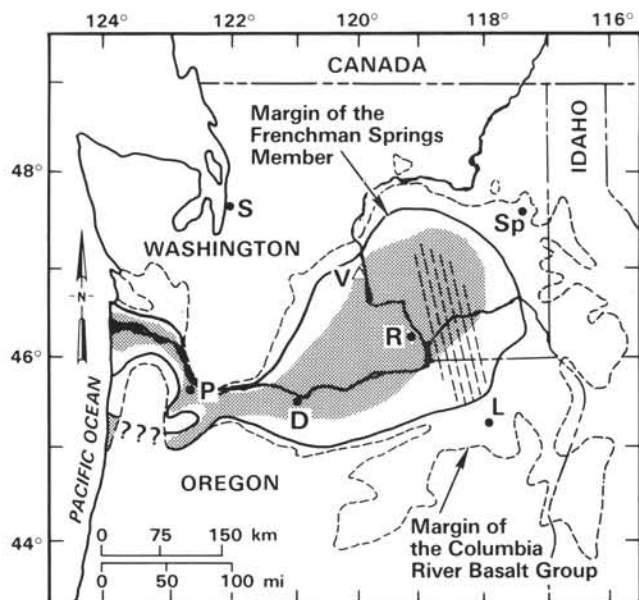 124° 122° 120° 118° 116°
CANADA
Margin of the
Frenchman Springs
Member
IDAHO
48°
S
Sp
WASHINGTON
V
N
R
46°
P
D
L
???
PACIFIC OCEAN
OREGON
0 75 150 km
0 50 100 mi
Margin of
the Columbia
River Basalt Group
44°